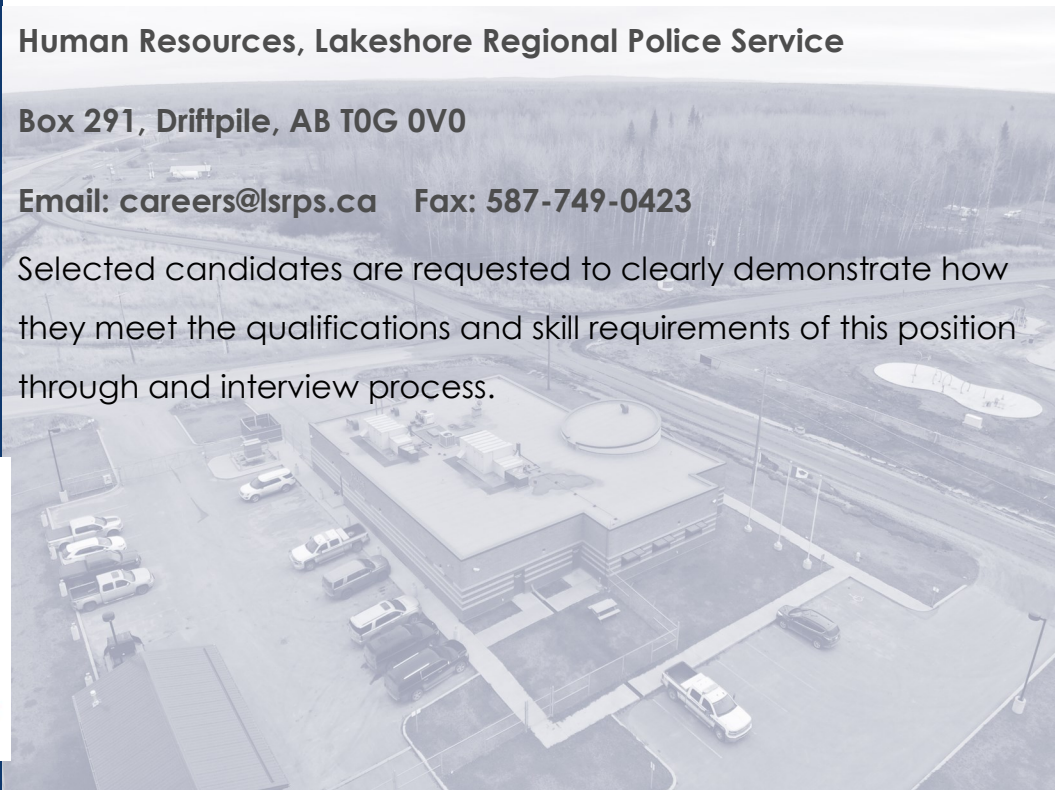 Human Resources, Lakeshore Regional Police Service
Box 291, Driftpile, AB T0G 0V0
Email: careers@lsrps.ca Fax: 587-749-0423
Selected candidates are requested to clearly demonstrate how
they meet the qualifications and skill requirements of this position
through and interview process.